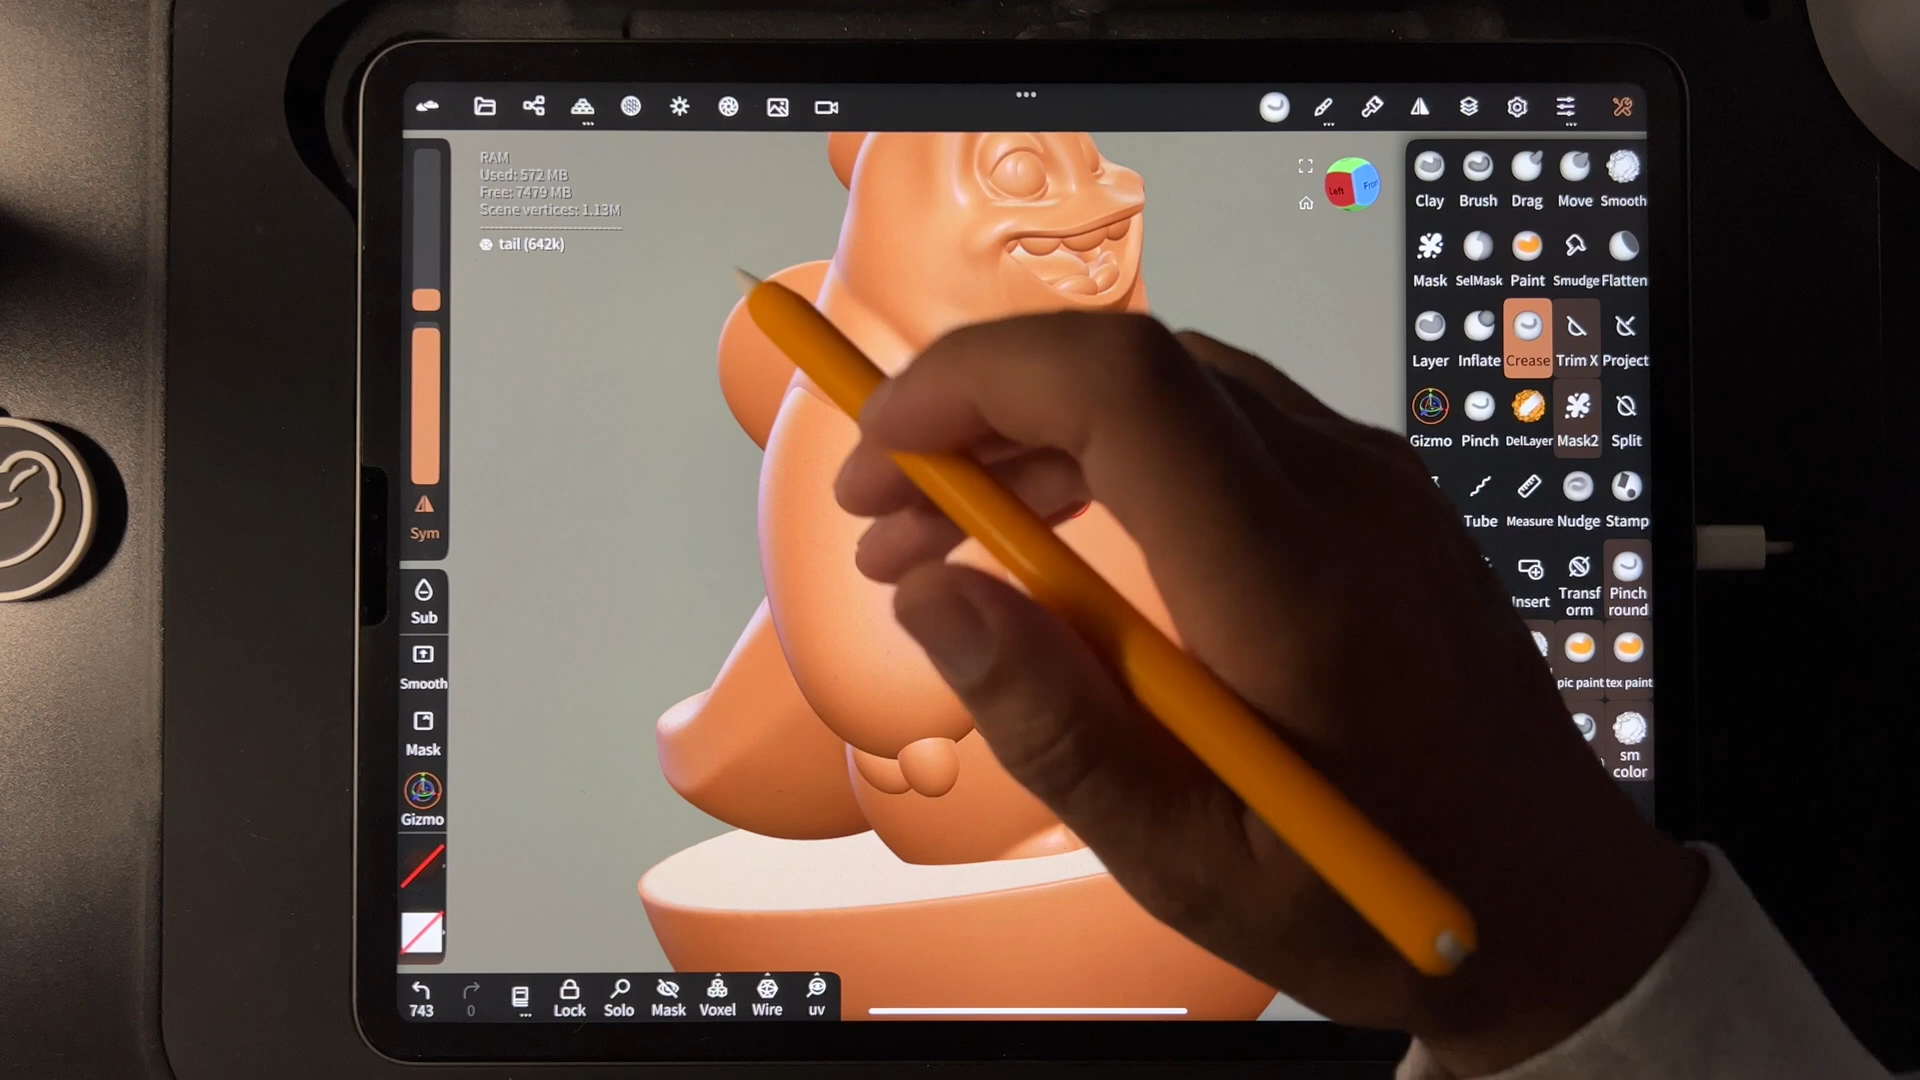 RAM
Used: 572 MB
Free: 7479 MB
Scene vertices: 1.13M
tail (642k)
Left
Fron
Clay Brush Drag Move Smooth
Mask SelMask Paint Smudge Flatten
Layer Inflate Crease Trim X Project
Gizmo Pinch DelLayer Mask2 Split
Tube Measure Nudge Stamp
Insert Transf
orm Pinch
round
pic paint tex paint
sm
color
Sym
Sub
Smooth
Mask
Gizmo
743 0 Lock Solo Mask Voxel Wire uv